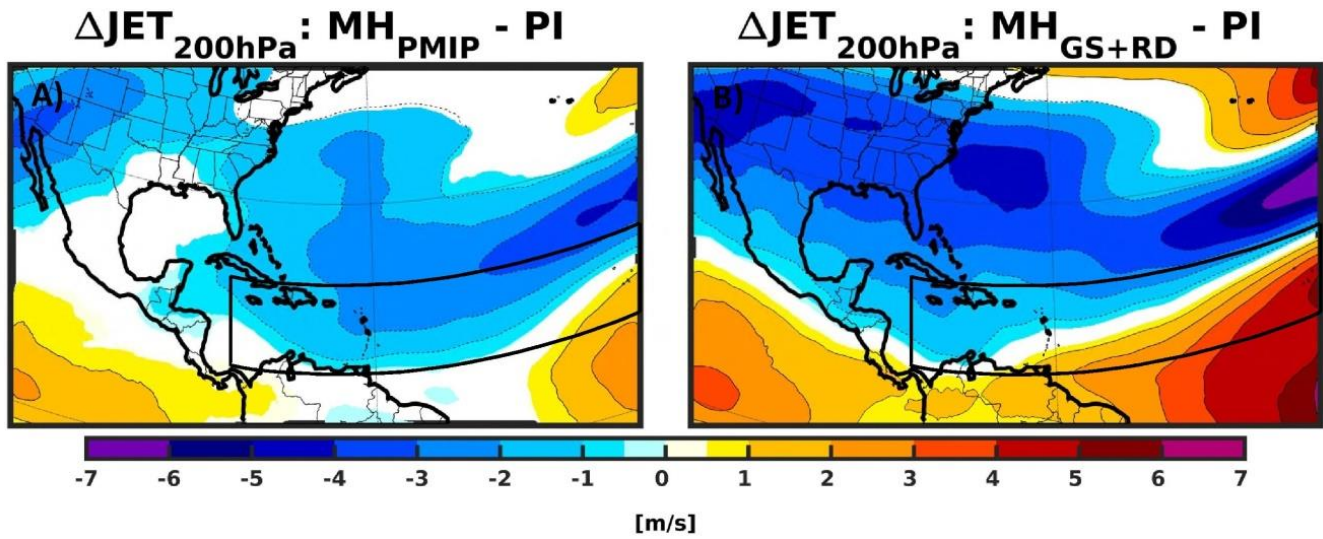 ΔJET200hPa: MHPMIP - PI
ΔJET200hPa: MHGS+RD - PI
A)
B)
-7 -6 -5 -4 -3 -2 -1 0 1 2 3 4 5 6 7
[m/s]